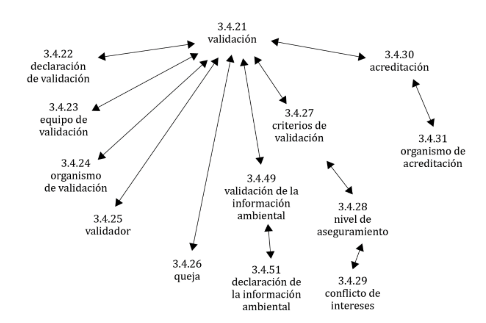 3.4.21
validación
3.4.22
declaración
de validación
3.4.30
acreditación
3.4.23
equipo de
validación
3.4.27
criterios de
validación
3.4.31
organismo de
acreditación
3.4.24
organismo
de validación
3.4.49
validación de la
información
ambiental
3.4.25
validador
3.4.28
nivel de
aseguramiento
3.4.26
queja
3.4.51
declaración de
la información
ambiental
3.4.29
conflicto de
intereses